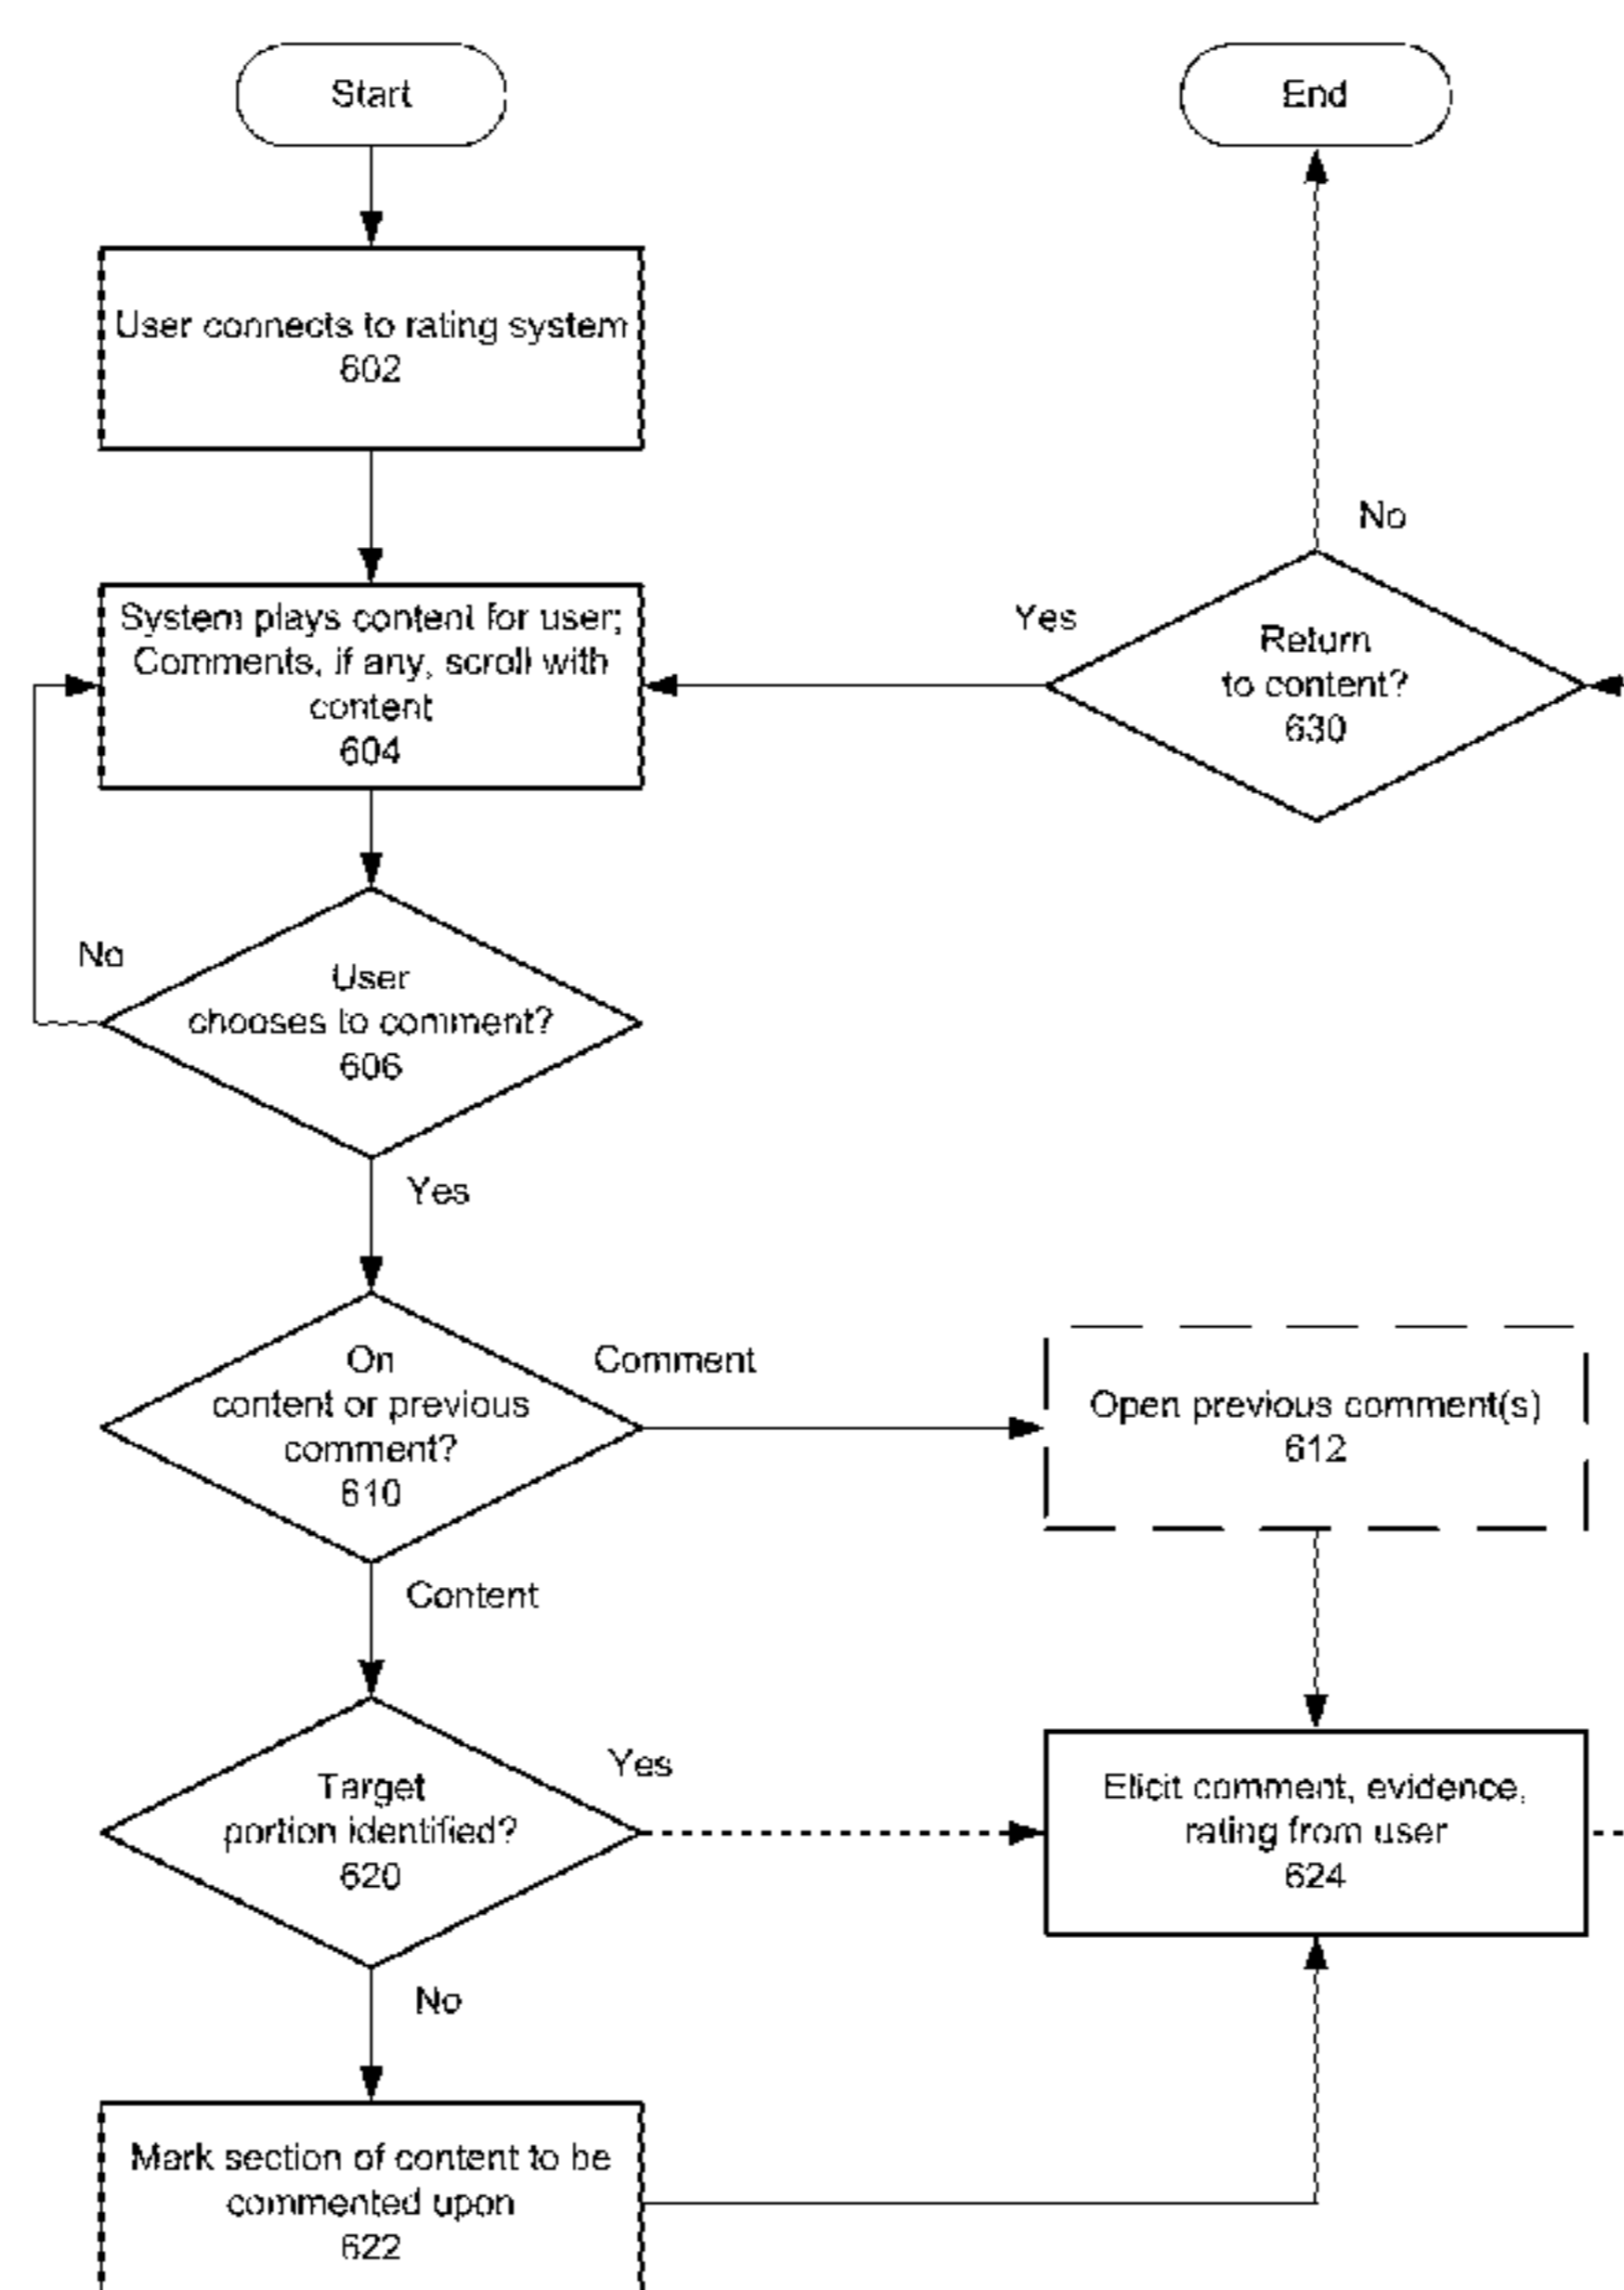 Start
End
User connects to rating system
602
No
System plays content for user;
Comments, if any, scroll with
content
604
Yes
Return
to content?
630
No
User
chooses to comment?
606
Yes
On
content or previous
comment?
610
Comment
Open previous comment(s)
612
Content
Target
portion identified?
620
Yes
Elicit comment, evidence,
rating from user
624
No
Mark section of content to be
commented upon
622